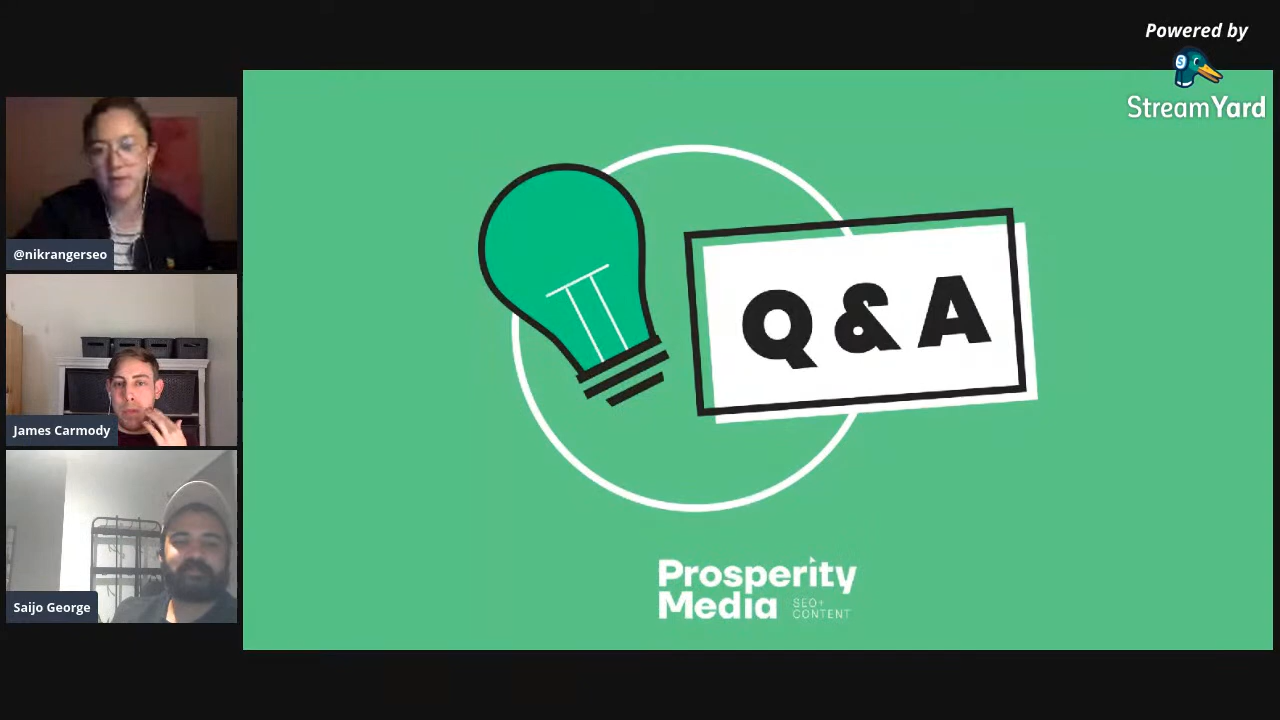 Powered by
StreamYard
@nikrangerseo
James Carmody
Saijo George
Q & A
Prosperity
Media
SEO+
CONTENT